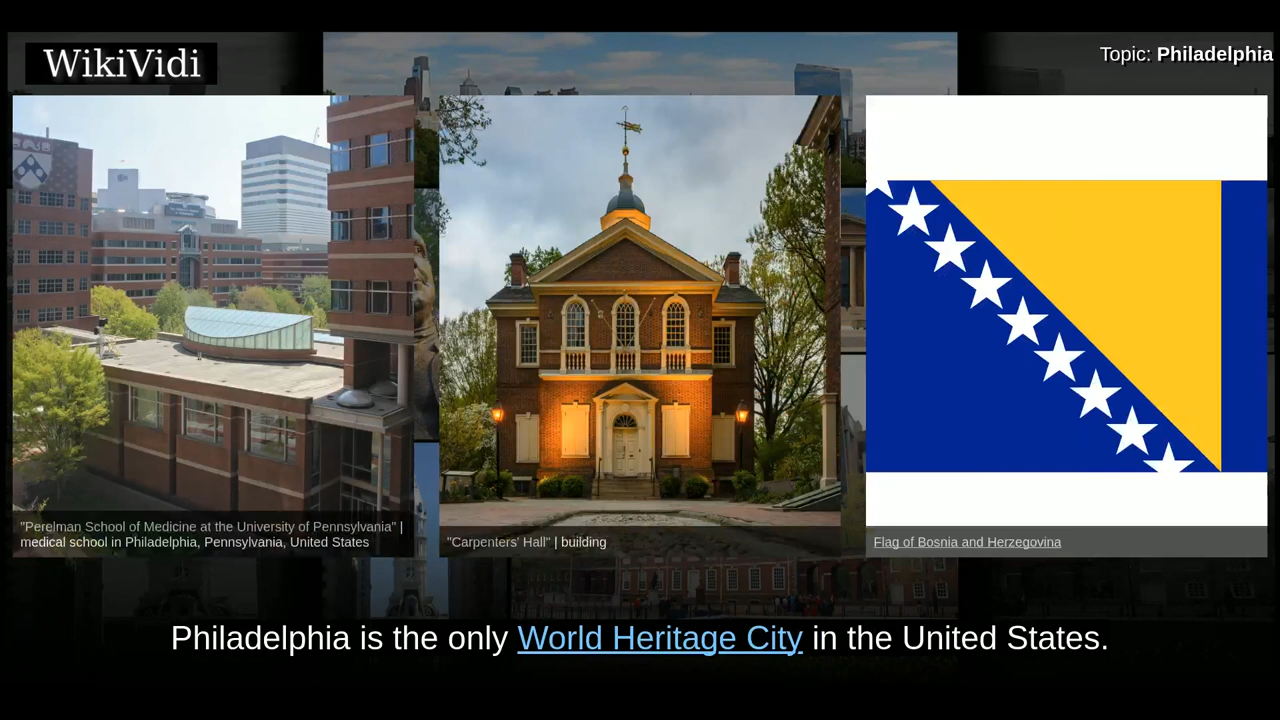 WikiVidi
Topic: Philadelphia
"Perelman School of Medicine at the University of Pennsylvania" |
medical school in Philadelphia, Pennsylvania, United States
"Carpenters' Hall" | building
Flag of Bosnia and Herzegovina
Philadelphia is the only World Heritage City in the United States.